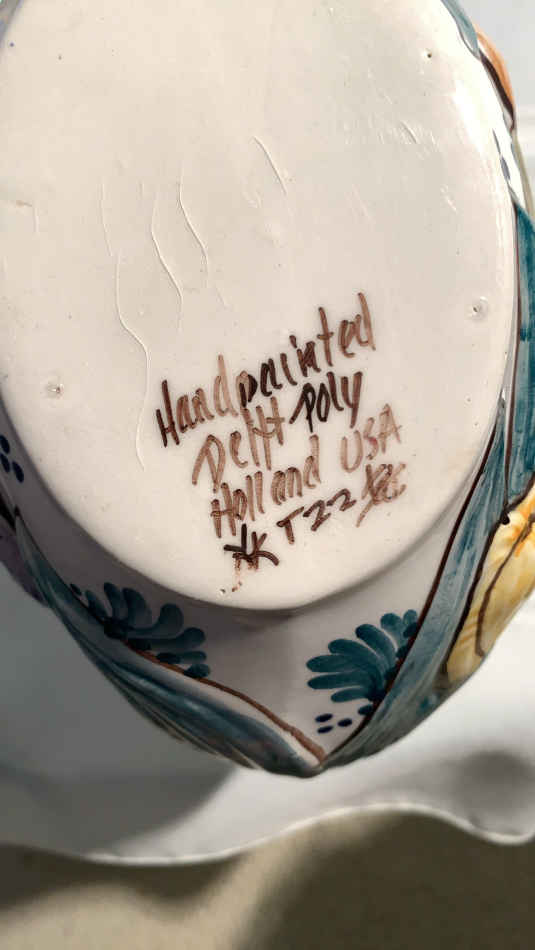 Handpainted
Delft Poly
Holland USA
T22